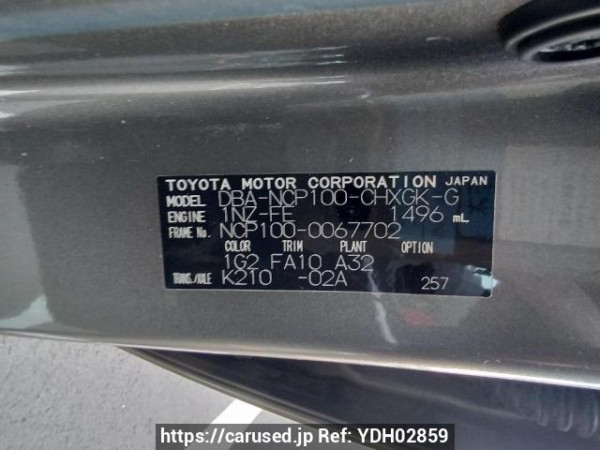 TOYOTA MOTOR CORPORATION JAPAN
MODEL DBA-NCP100-CHXGK-G
ENGINE 1NZ-FE 1496 mL
FRAME No. NCP100-0067702
COLOR TRIM PLANT OPTION
1G2 FA10 A32
TRANS./AXLE K210 -02A 257
https://carused.jp Ref: YDH02859